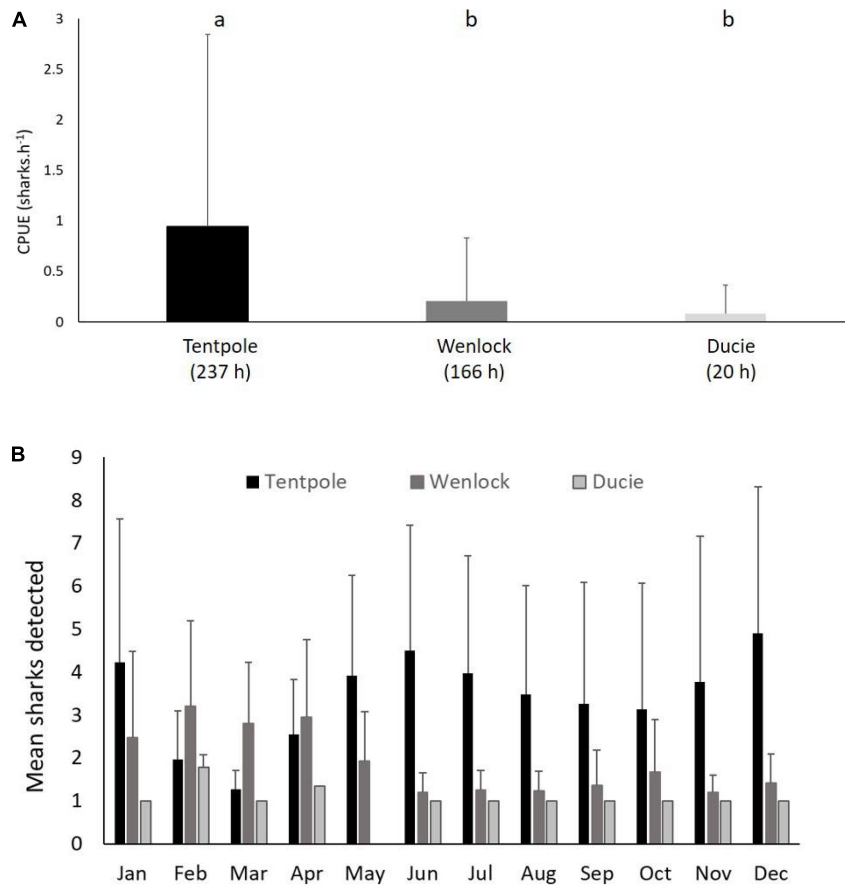 A
a b b
3
2.5
2
1.5
1
0.5
0
CPUE (sharks.h⁻¹)
Tentpole Wenlock Ducie
(237 h) (166 h) (20 h)
B
Tentpole Wenlock Ducie
9
8
7
6
5
4
3
2
1
0
Mean sharks detected
Jan Feb Mar Apr May Jun Jul Aug Sep Oct Nov Dec